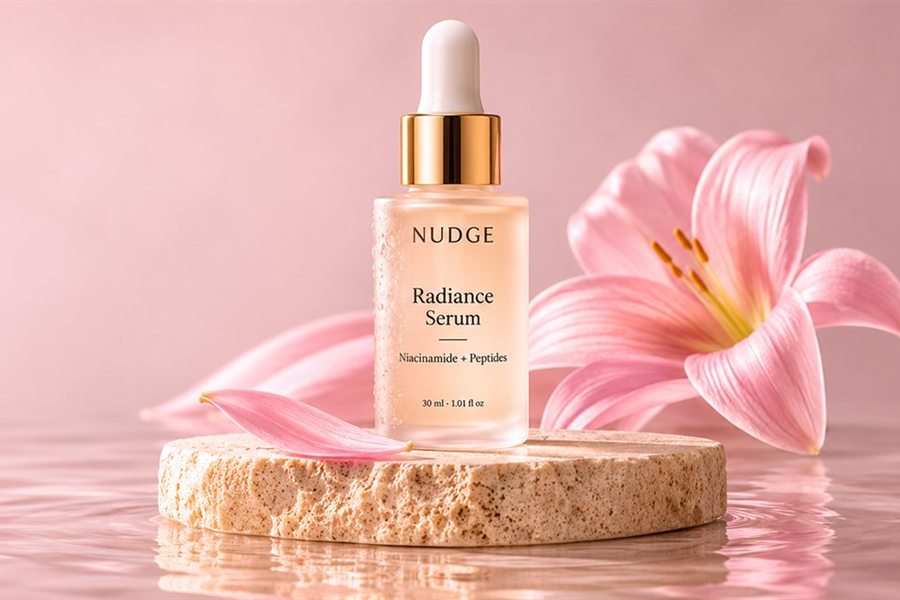 NUDGE
Radiance
Serum
Niacinamide + Peptides
30 ml · 1.01 fl oz